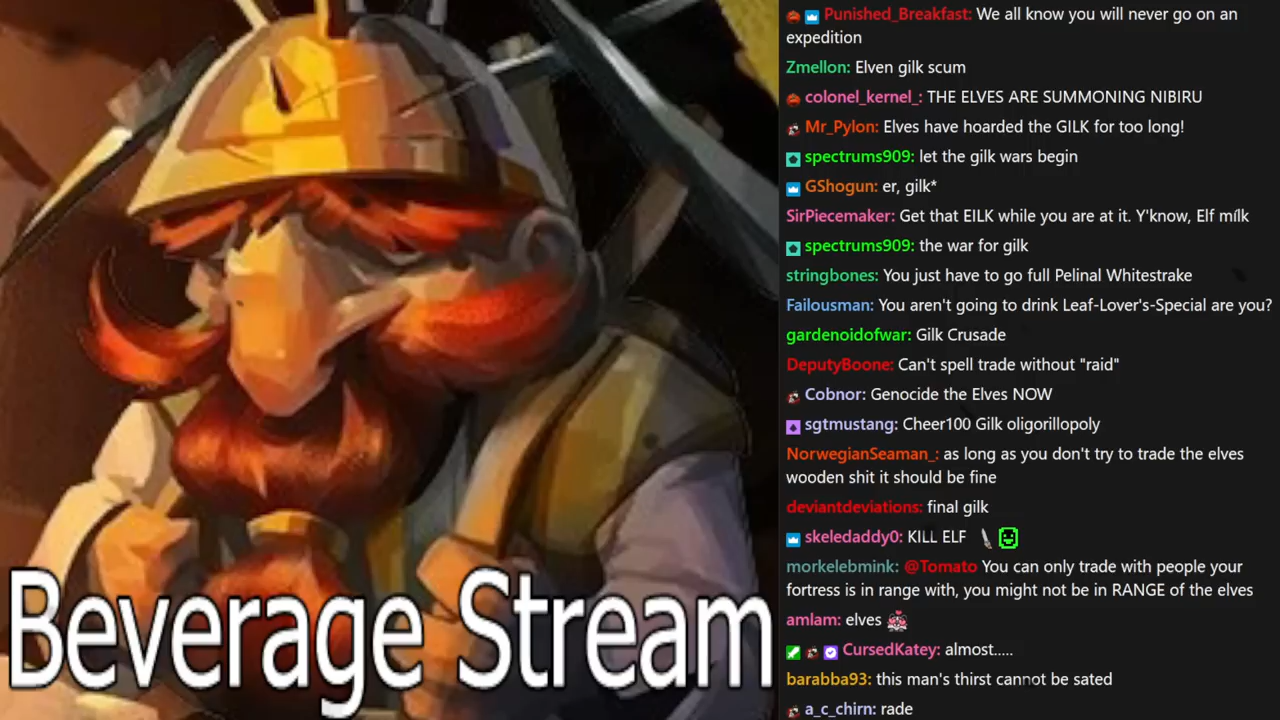 Punished_Breakfast: We all know you will never go on an
expedition
Zmellon: Elven gilk scum
colonel_kernel_: THE ELVES ARE SUMMONING NIBIRU
Mr_Pylon: Elves have hoarded the GILK for too long!
spectrums909: let the gilk wars begin
GShogun: er, gilk*
SirPiecemaker: Get that EILK while you are at it. Y'know, Elf mílk
spectrums909: the war for gilk
stringbones: You just have to go full Pelinal Whitestrake
Failousman: You aren't going to drink Leaf-Lover's-Special are you?
gardenoidofwar: Gilk Crusade
DeputyBoone: Can't spell trade without "raid"
Cobnor: Genocide the Elves NOW
sgtmustang: Cheer100 Gilk oligorillopoly
NorwegianSeaman_: as long as you don't try to trade the elves
wooden shit it should be fine
deviantdeviations: final gilk
skeledaddy0: KILL ELF
morkelebmink: @Tomato You can only trade with people your
fortress is in range with, you might not be in RANGE of the elves
amlam: elves
CursedKatey: almost.....
barabba93: this man's thirst cannot be sated
a_c_chirn: rade
Beverage Stream